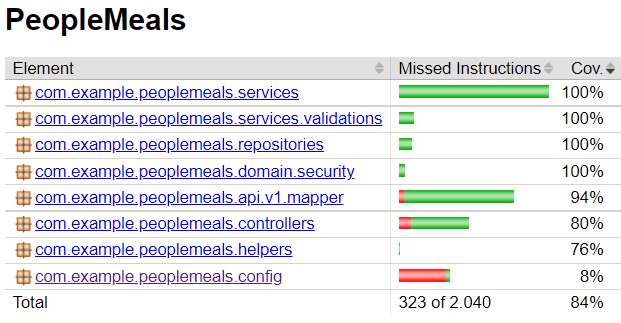 PeopleMeals
Element Missed Instructions Cov.
com.example.peoplemeals.services 100%
com.example.peoplemeals.services.validations 100%
com.example.peoplemeals.repositories 100%
com.example.peoplemeals.domain.security 100%
com.example.peoplemeals.api.v1.mapper 94%
com.example.peoplemeals.controllers 80%
com.example.peoplemeals.helpers 76%
com.example.peoplemeals.config 8%
Total 323 of 2.040 84%